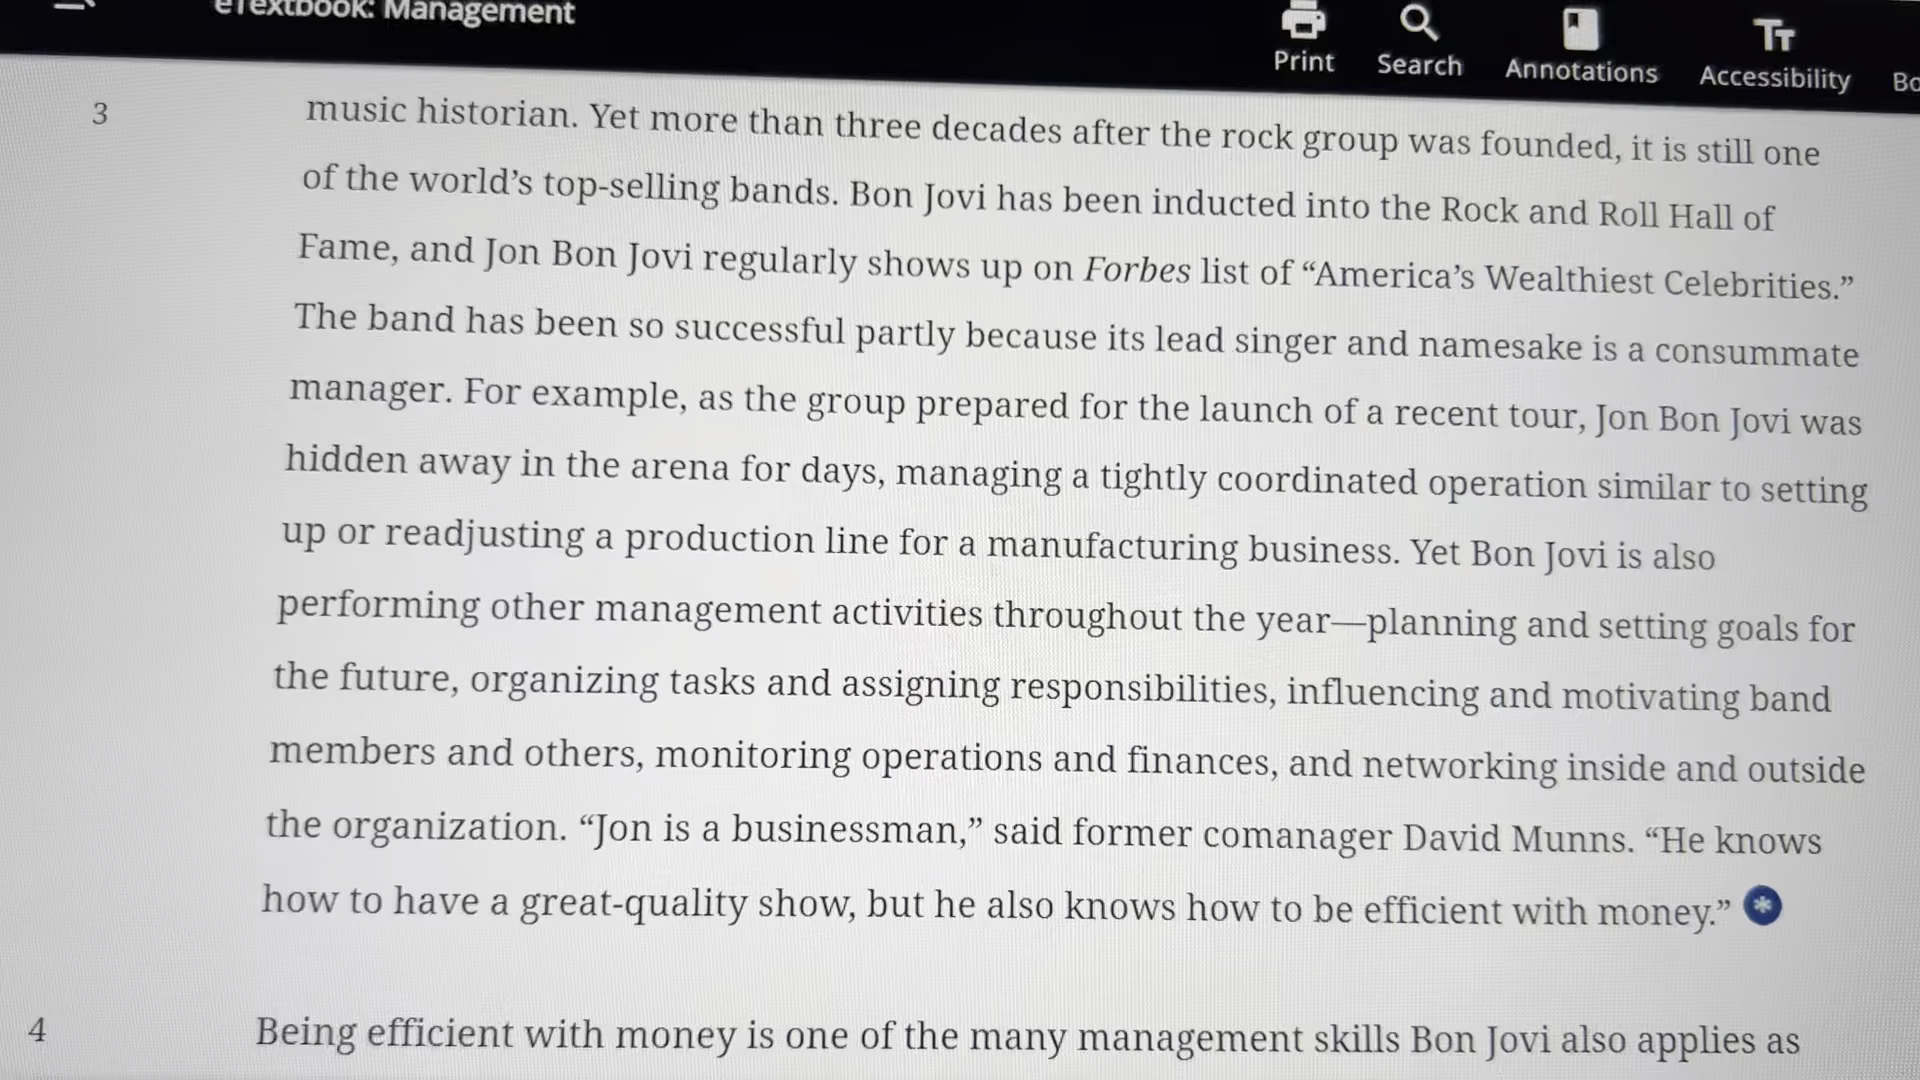 eTextbook: Management
Print
Search
Annotations
Accessibility
3
music historian. Yet more than three decades after the rock group was founded, it is still one
of the world’s top-selling bands. Bon Jovi has been inducted into the Rock and Roll Hall of
Fame, and Jon Bon Jovi regularly shows up on Forbes list of “America’s Wealthiest Celebrities.”
The band has been so successful partly because its lead singer and namesake is a consummate
manager. For example, as the group prepared for the launch of a recent tour, Jon Bon Jovi was
hidden away in the arena for days, managing a tightly coordinated operation similar to setting
up or readjusting a production line for a manufacturing business. Yet Bon Jovi is also
performing other management activities throughout the year—planning and setting goals for
the future, organizing tasks and assigning responsibilities, influencing and motivating band
members and others, monitoring operations and finances, and networking inside and outside
the organization. “Jon is a businessman,” said former comanager David Munns. “He knows
how to have a great-quality show, but he also knows how to be efficient with money.” *
4
Being efficient with money is one of the many management skills Bon Jovi also applies as